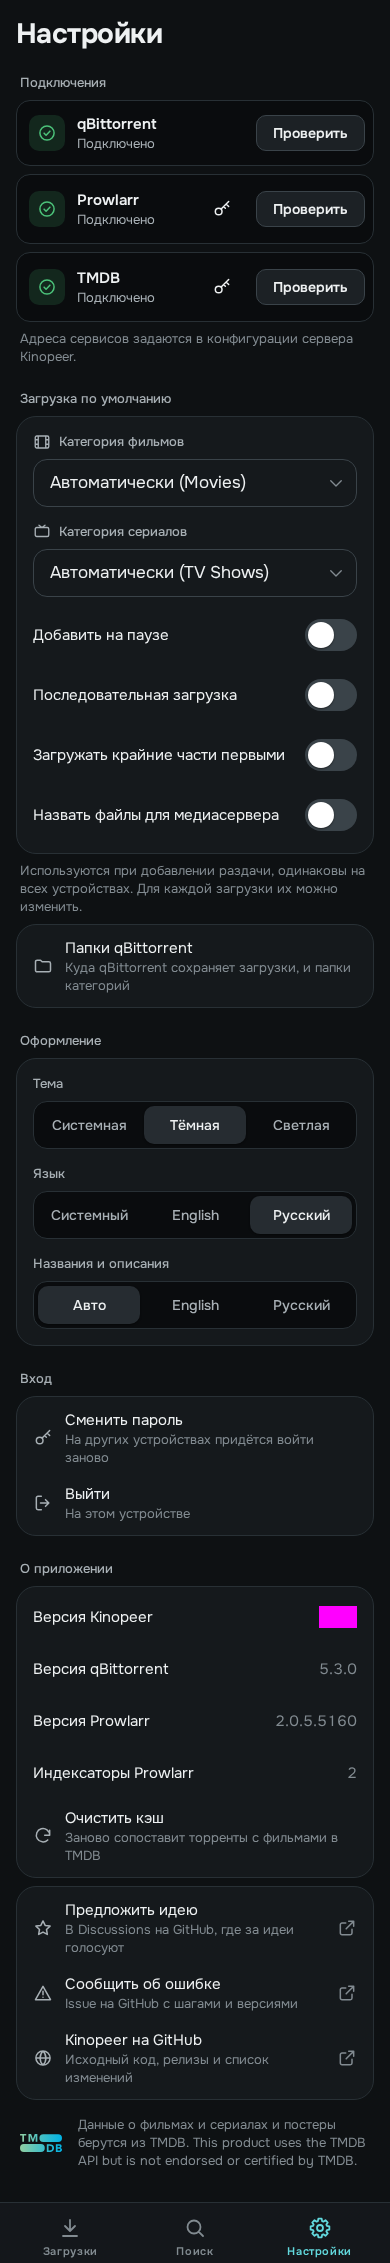 Настройки
Подключения
qBittorrent
Подключено
Проверить
Prowlarr
Подключено
Проверить
TMDB
Подключено
Проверить
Адреса сервисов задаются в конфигурации сервера
Kinopeer.
Загрузка по умолчанию
Категория фильмов
Автоматически (Movies)
Категория сериалов
Автоматически (TV Shows)
Добавить на паузе
Последовательная загрузка
Загружать крайние части первыми
Назвать файлы для медиасервера
Используются при добавлении раздачи, одинаковы на
всех устройствах. Для каждой загрузки их можно
изменить.
Папки qBittorrent
Куда qBittorrent сохраняет загрузки, и папки
категорий
Оформление
Тема
Системная
Тёмная
Светлая
Язык
Системный
English
Русский
Названия и описания
Авто
English
Русский
Вход
Сменить пароль
На других устройствах придётся войти
заново
Выйти
На этом устройстве
О приложении
Версия Kinopeer
Версия qBittorrent
5.3.0
Версия Prowlarr
2.0.5.5160
Индексаторы Prowlarr
2
Очистить кэш
Заново сопоставит торренты с фильмами в
TMDB
Предложить идею
В Discussions на GitHub, где за идеи
голосуют
Сообщить об ошибке
Issue на GitHub с шагами и версиями
Kinopeer на GitHub
Исходный код, релизы и список
изменений
TM
DB
Данные о фильмах и сериалах и постеры
берутся из TMDB. This product uses the TMDB
API but is not endorsed or certified by TMDB.
Загрузки
Поиск
Настройки